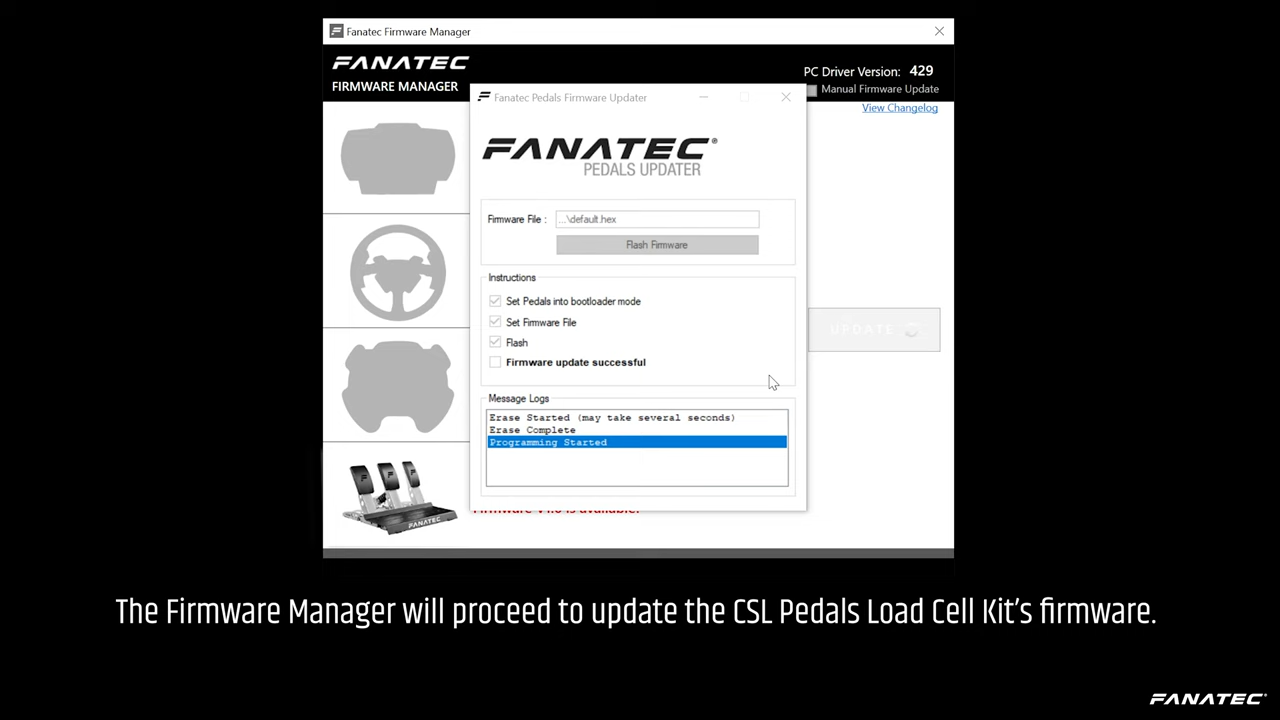 Fanatec Firmware Manager
FANATEC
FIRMWARE MANAGER
PC Driver Version: 429
Manual Firmware Update
View Changelog
Fanatec Pedals Firmware Updater
FANATEC®
PEDALS UPDATER
Firmware File : ...\default.hex
Flash Firmware
Instructions
Set Pedals into bootloader mode
Set Firmware File
Flash
Firmware update successful
UPDATE
Message Logs
Erase Started (may take several seconds)
Erase Complete
Programming Started
FANATEC
is available!
The Firmware Manager will proceed to update the CSL Pedals Load Cell Kit's firmware.
FANATEC®